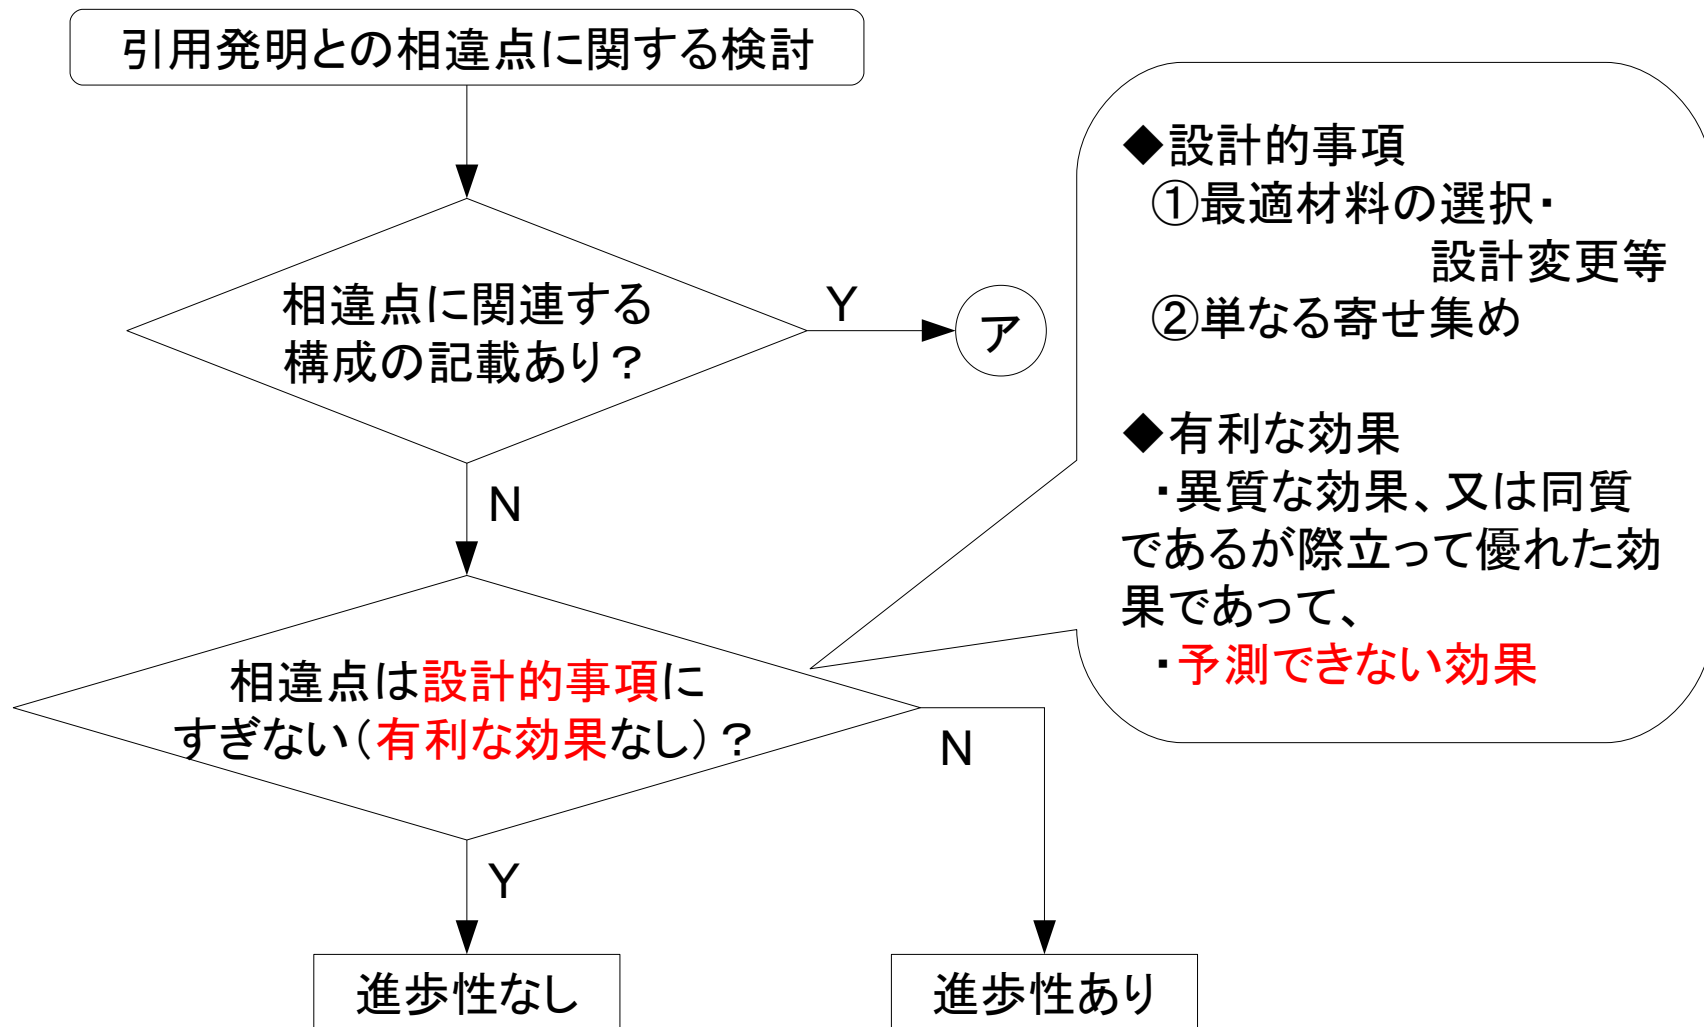 引用発明との相違点に関する検討
相違点に関連する
構成の記載あり？
Y
ア
N
相違点は設計的事項に
すぎない（有利な効果なし）？
N
Y
進歩性なし
進歩性あり
◆設計的事項
①最適材料の選択・
設計変更等
②単なる寄せ集め
◆有利な効果
・異質な効果、又は同質
であるが際立って優れた効
果であって、
・予測できない効果